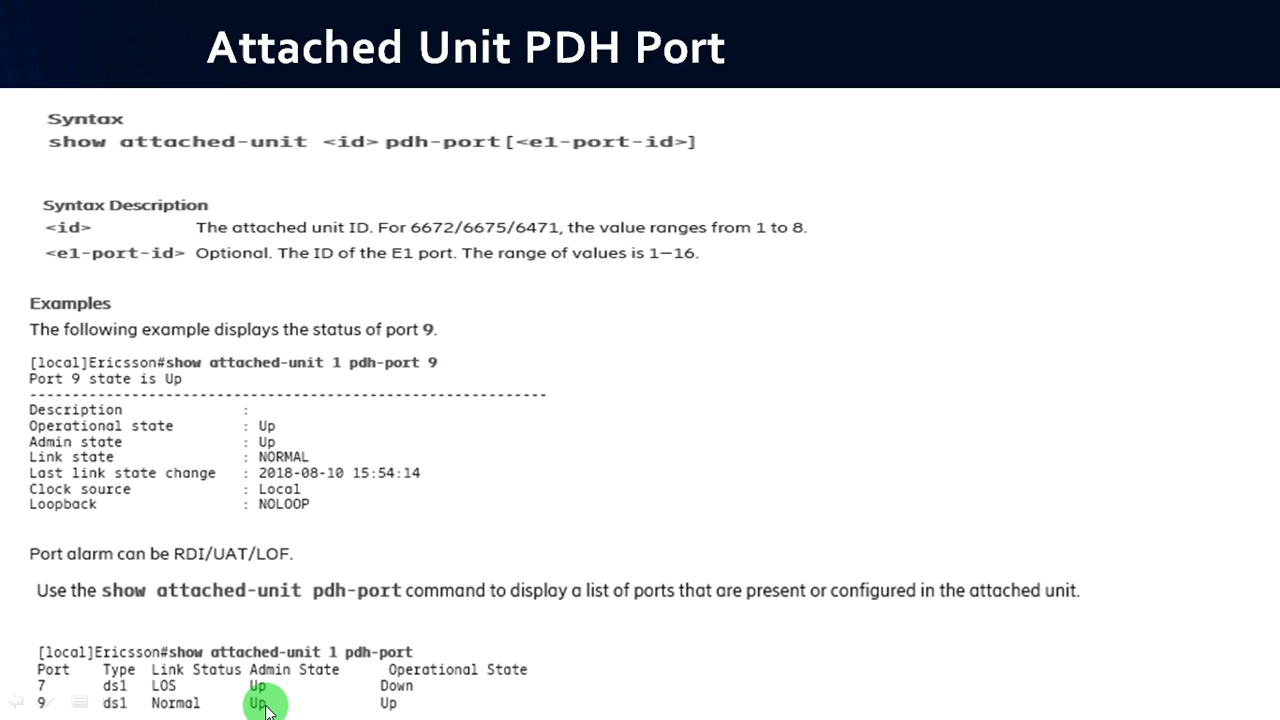 Attached Unit PDH Port
Syntax
show attached-unit <id> pdh-port[<e1-port-id>]
Syntax Description
<id> The attached unit ID. For 6672/6675/6471, the value ranges from 1 to 8.
<e1-port-id> Optional. The ID of the E1 port. The range of values is 1–16.
Examples
The following example displays the status of port 9.
[local]Ericsson#show attached-unit 1 pdh-port 9
Port 9 state is Up
-------------------------------------------------------------
Description :
Operational state : Up
Admin state : Up
Link state : NORMAL
Last link state change : 2018-08-10 15:54:14
Clock source : Local
Loopback : NOLOOP
Port alarm can be RDI/UAT/LOF.
Use the show attached-unit pdh-port command to display a list of ports that are present or configured in the attached unit.
[local]Ericsson#show attached-unit 1 pdh-port
Port Type Link Status Admin State Operational State
7 ds1 LOS Up Down
9 ds1 Normal Up Up